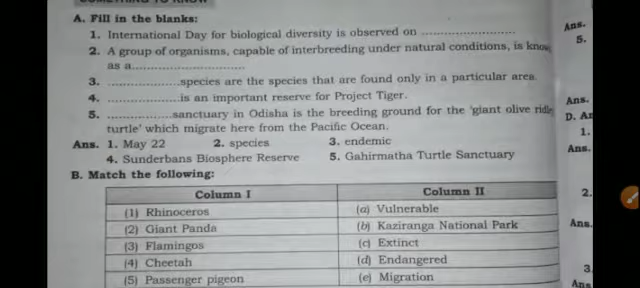 SOMETHING TO KNOW
A. Fill in the blanks:
1. International Day for biological diversity is observed on ........................
2. A group of organisms, capable of interbreeding under natural conditions, is know
as a............................
3. ..................species are the species that are found only in a particular area.
4. ..................is an important reserve for Project Tiger.
5. ................sanctuary in Odisha is the breeding ground for the 'giant olive ridle
turtle' which migrate here from the Pacific Ocean.
Ans. 1. May 22 2. species 3. endemic
4. Sunderbans Biosphere Reserve 5. Gahirmatha Turtle Sanctuary
B. Match the following:
Column I Column II
(1) Rhinoceros (a) Vulnerable
(2) Giant Panda (b) Kaziranga National Park
(3) Flamingos (c) Extinct
(4) Cheetah (d) Endangered
(5) Passenger pigeon (e) Migration
Ans.
5.
Ans.
D. Ar
1.
Ans.
2.
Ans.
3.
Ans